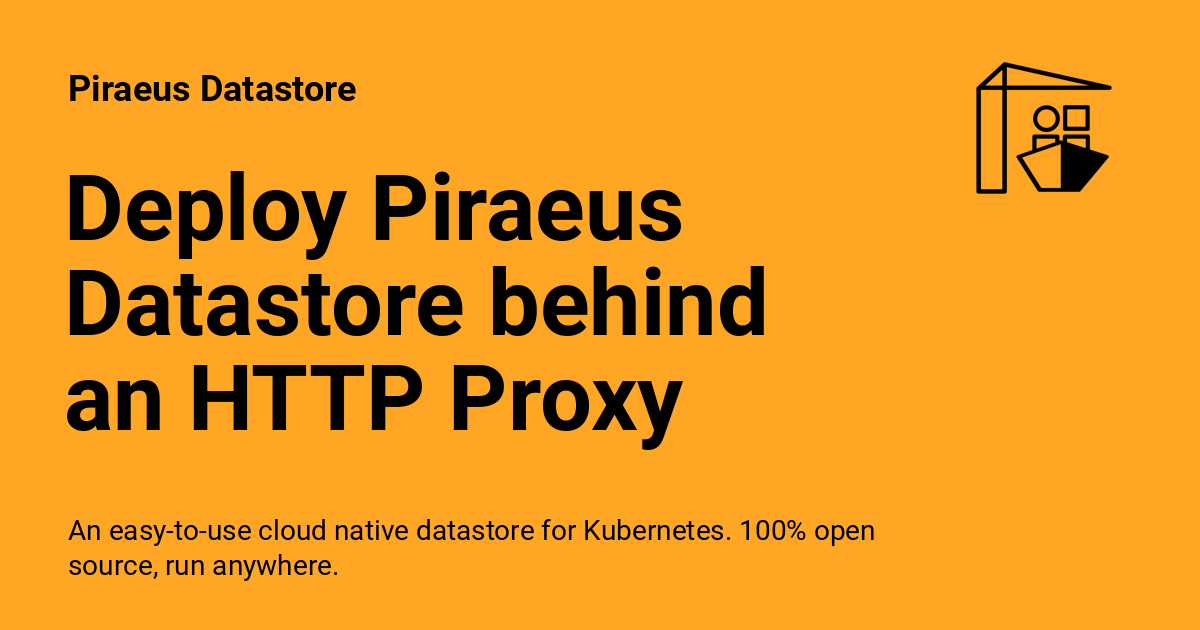 Piraeus Datastore
Deploy Piraeus
Datastore behind
an HTTP Proxy
An easy-to-use cloud native datastore for Kubernetes. 100% open
source, run anywhere.